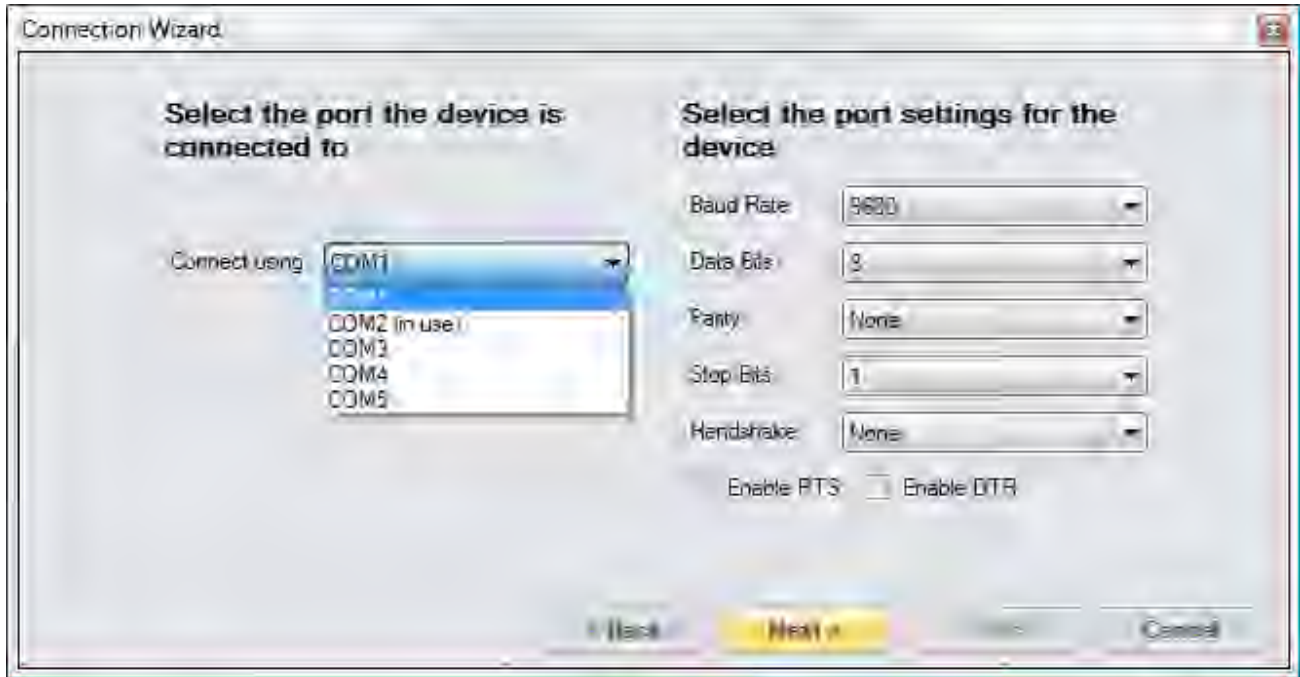 Connection Wizard
Select the port the device is
connected to
Connect using
COM1
COM2 (in use)
COM3
COM4
COM5
Select the port settings for the
device
Baud Rate
9600
Data Bits
8
Parity
None
Stop Bits
1
Handshake
None
Enable RTS
Enable DTR
< Back
Next >
Cancel